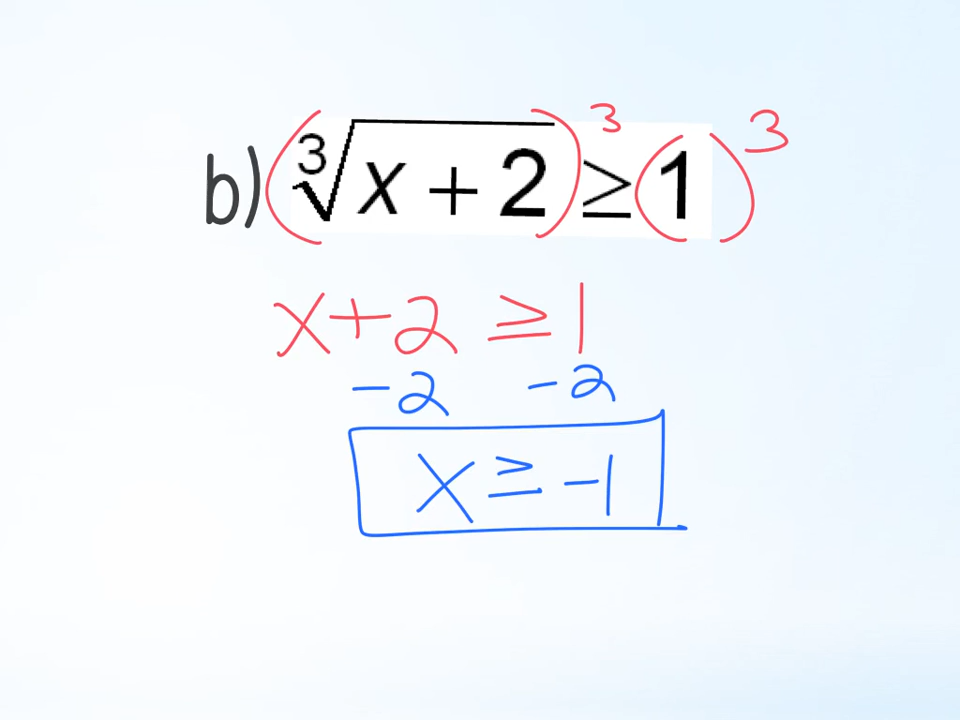 b) (∛x + 2)³ ≥ (1)³
x+2 ≥ 1
-2 -2
x ≥ -1